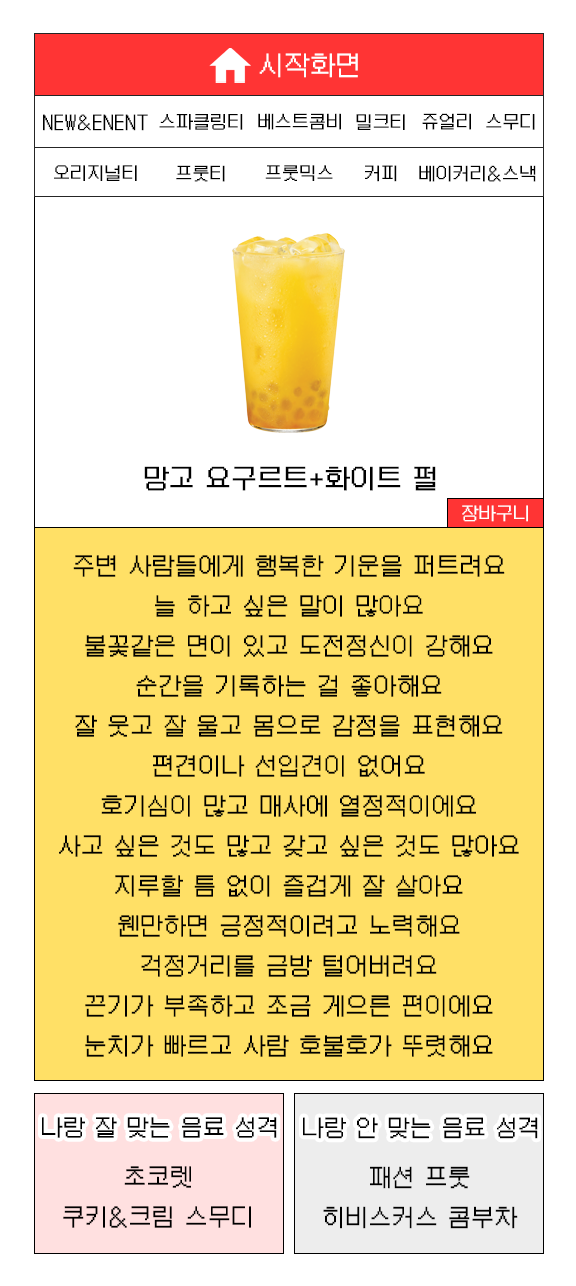 시작화면
NEW&ENENT 스파클링티 베스트콤비 밀크티 쥬얼리 스무디
오리지널티 프룻티 프룻믹스 커피 베이커리&스낵
망고 요구르트+화이트 펄
장바구니
주변 사람들에게 행복한 기운을 퍼트려요
늘 하고 싶은 말이 많아요
불꽃같은 면이 있고 도전정신이 강해요
순간을 기록하는 걸 좋아해요
잘 웃고 잘 울고 몸으로 감정을 표현해요
편견이나 선입견이 없어요
호기심이 많고 매사에 열정적이에요
사고 싶은 것도 많고 갖고 싶은 것도 많아요
지루할 틈 없이 즐겁게 잘 살아요
웬만하면 긍정적이려고 노력해요
걱정거리를 금방 털어버려요
끈기가 부족하고 조금 게으른 편이에요
눈치가 빠르고 사람 호불호가 뚜렷해요
나랑 잘 맞는 음료 성격
초코렛
쿠키&크림 스무디
나랑 안 맞는 음료 성격
패션 프룻
히비스커스 콤부차